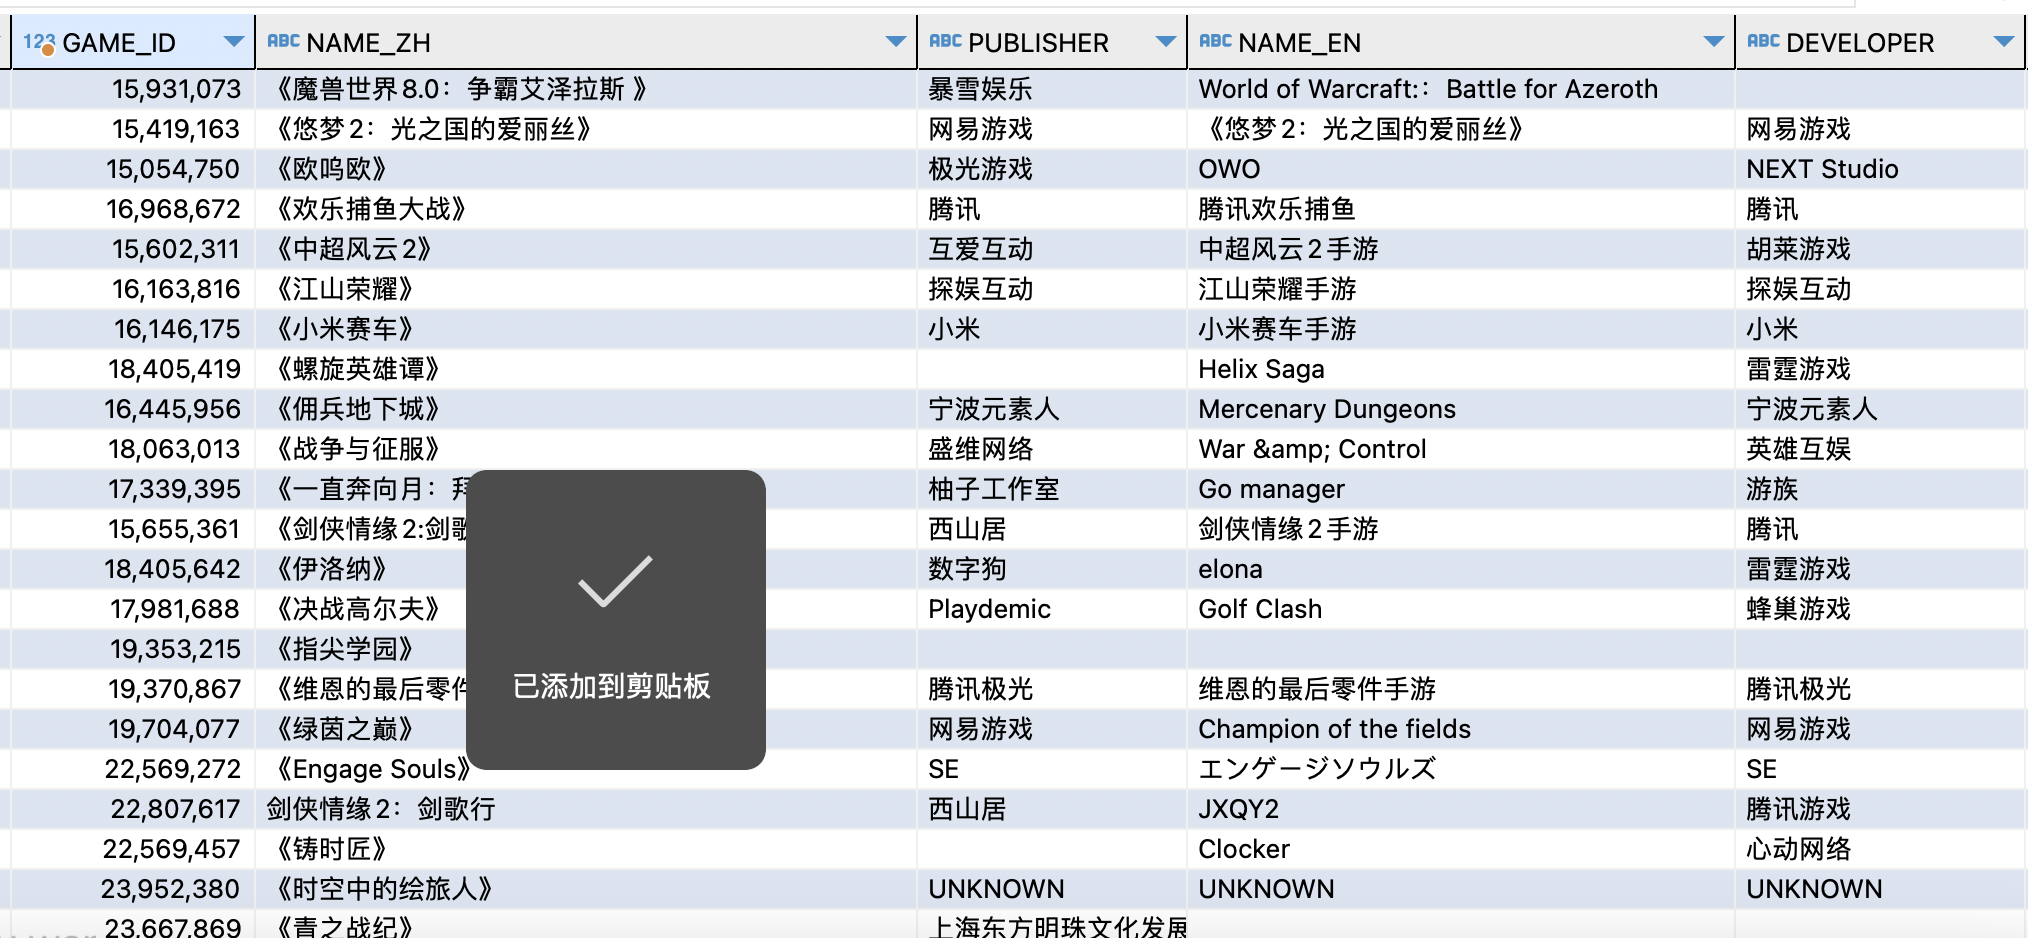 123 GAME_ID ABC NAME_ZH ABC PUBLISHER ABC NAME_EN ABC DEVELOPER
15,931,073 《魔兽世界8.0：争霸艾泽拉斯 》 暴雪娱乐 World of Warcraft:：Battle for Azeroth
15,419,163 《悠梦2：光之国的爱丽丝》 网易游戏 《悠梦2：光之国的爱丽丝》 网易游戏
15,054,750 《欧呜欧》 极光游戏 OWO NEXT Studio
16,968,672 《欢乐捕鱼大战》 腾讯 腾讯欢乐捕鱼 腾讯
15,602,311 《中超风云2》 互爱互动 中超风云2手游 胡莱游戏
16,163,816 《江山荣耀》 探娱互动 江山荣耀手游 探娱互动
16,146,175 《小米赛车》 小米 小米赛车手游 小米
18,405,419 《螺旋英雄谭》 Helix Saga 雷霆游戏
16,445,956 《佣兵地下城》 宁波元素人 Mercenary Dungeons 宁波元素人
18,063,013 《战争与征服》 盛维网络 War &amp; Control 英雄互娱
17,339,395 《一直奔向月：拜 柚子工作室 Go manager 游族
15,655,361 《剑侠情缘2:剑歌 西山居 剑侠情缘2手游 腾讯
18,405,642 《伊洛纳》 数字狗 elona 雷霆游戏
17,981,688 《决战高尔夫》 Playdemic Golf Clash 蜂巢游戏
19,353,215 《指尖学园》
已添加到剪贴板
19,370,867 《维恩的最后零件 腾讯极光 维恩的最后零件手游 腾讯极光
19,704,077 《绿茵之巅》 网易游戏 Champion of the fields 网易游戏
22,569,272 《Engage Souls》 SE エンゲージソウルズ SE
22,807,617 剑侠情缘2：剑歌行 西山居 JXQY2 腾讯游戏
22,569,457 《铸时匠》 Clocker 心动网络
23,952,380 《时空中的绘旅人》 UNKNOWN UNKNOWN UNKNOWN
23,667,869 《青之战纪》 上海东方明珠文化发展